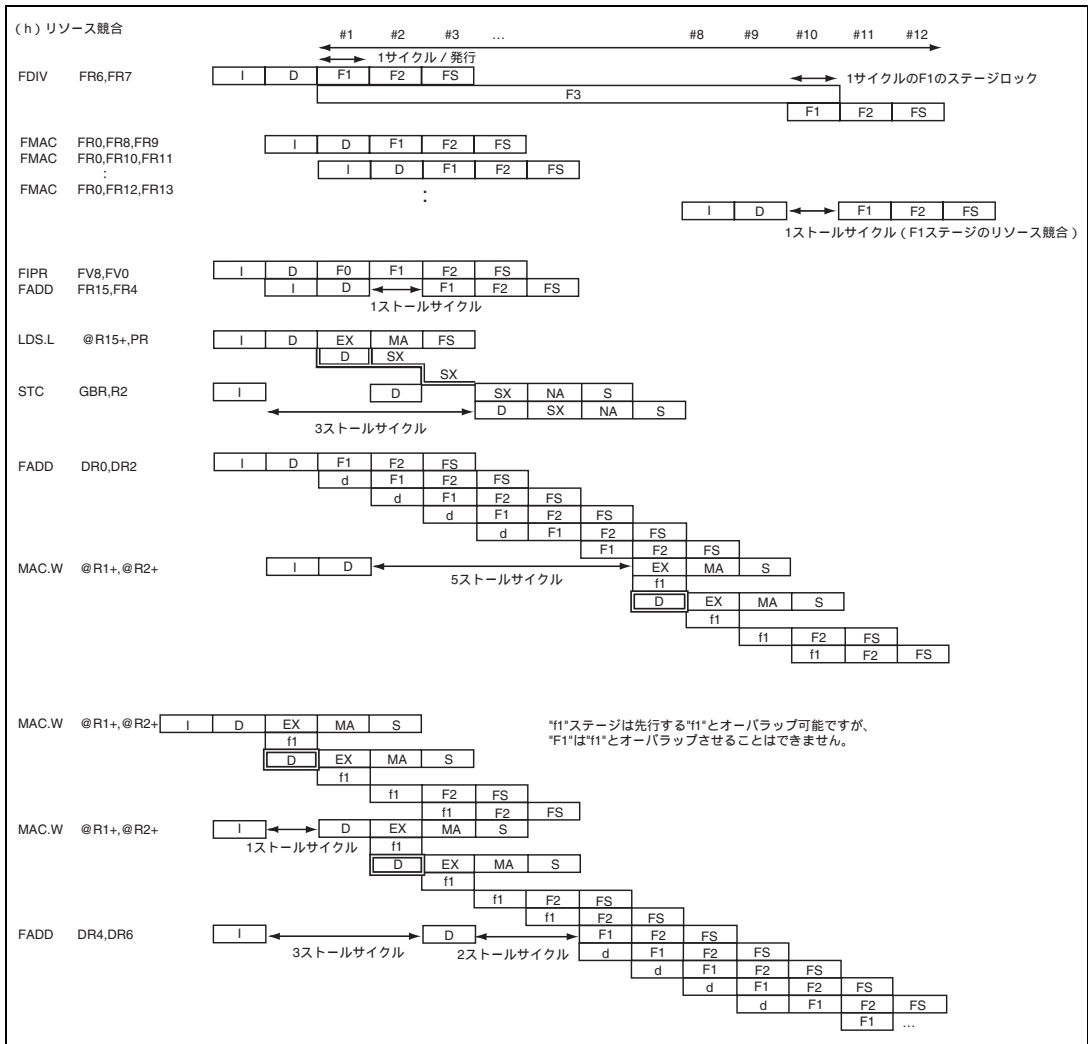 (h)リソース競合
#1 #2 #3 … #8 #9 #10 #11 #12
1サイクル / 発行
FDIV FR6,FR7 I D F1 F2 FS
1サイクルのF1のステージロック
F3
F1 F2 FS
FMAC FR0,FR8,FR9 I D F1 F2 FS
FMAC FR0,FR10,FR11 I D F1 F2 FS
:
FMAC FR0,FR12,FR13 :
I D F1 F2 FS
1ストールサイクル(F1ステージのリソース競合)
FIPR FV8,FV0 I D F0 F1 F2 FS
FADD FR15,FR4 I D F1 F2 FS
1ストールサイクル
LDS.L @R15+,PR I D EX MA FS
D SX
SX
STC GBR,R2 I D SX NA S
D SX NA S
3ストールサイクル
FADD DR0,DR2 I D F1 F2 FS
d F1 F2 FS
d F1 F2 FS
d F1 F2 FS
d F1 F2 FS
F1 F2 FS
MAC.W @R1+,@R2+ I D 5ストールサイクル EX MA S
f1
D EX MA S
f1
f1 F2 FS
f1 F2 FS
MAC.W @R1+,@R2+ I D EX MA S
"f1"ステージは先行する"f1"とオーバラップ可能ですが、
"F1"は"f1"とオーバラップさせることはできません。
f1
D EX MA S
f1
f1 F2 FS
f1 F2 FS
MAC.W @R1+,@R2+ I D EX MA S
1ストールサイクル f1
D EX MA S
f1
f1 F2 FS
f1 F2 FS
FADD DR4,DR6 I D F1 F2 FS
3ストールサイクル 2ストールサイクル d F1 F2 FS
d F1 F2 FS
d F1 F2 FS
d F1 F2 FS
F1 …